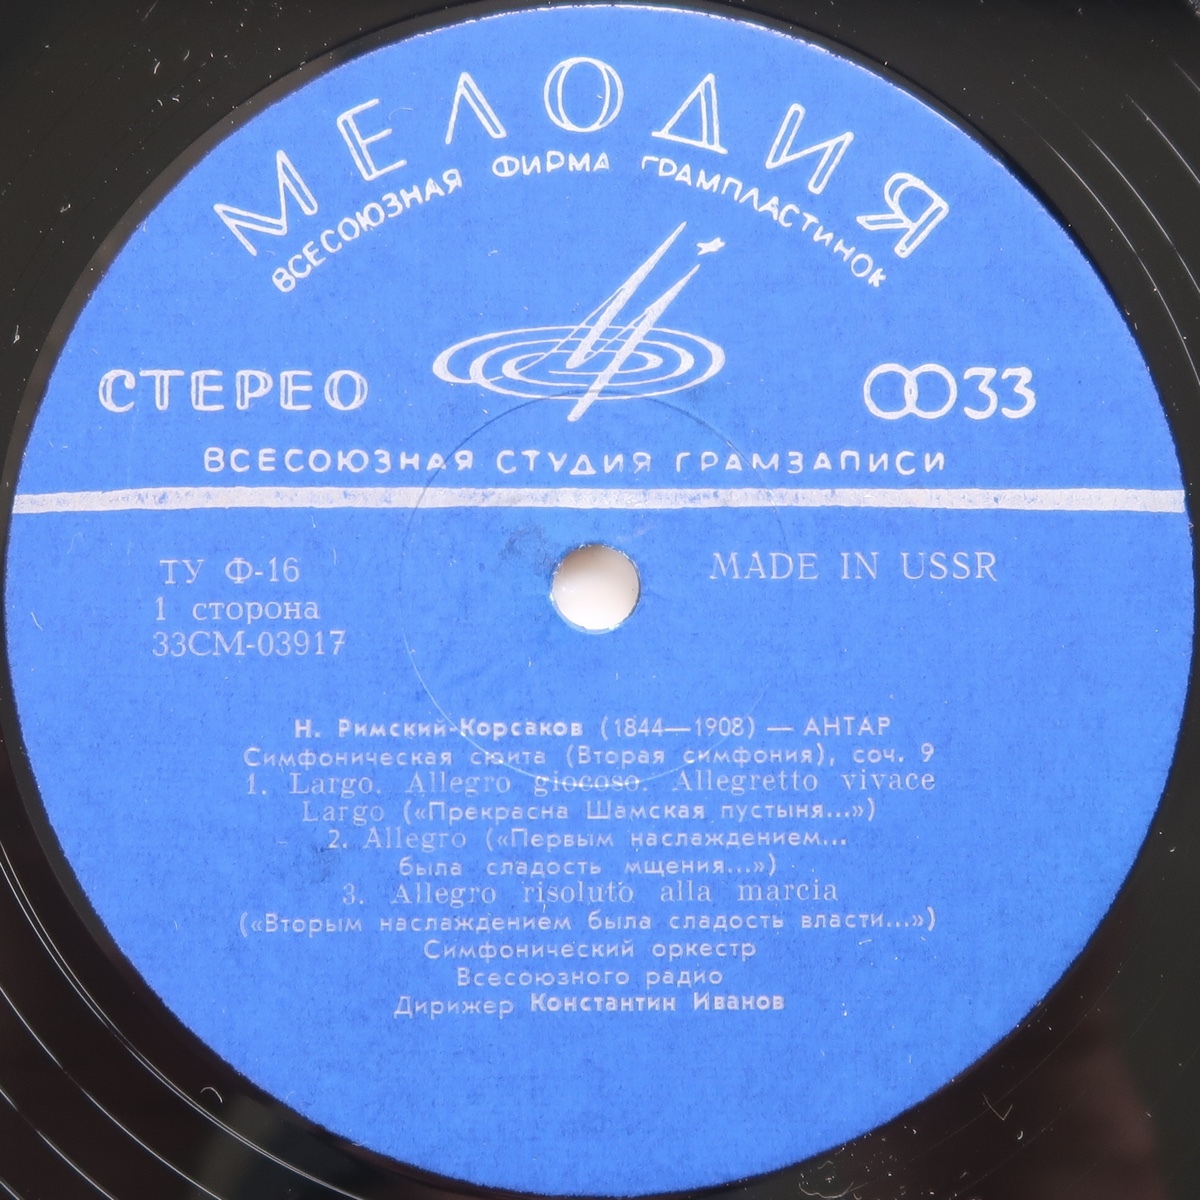 МЕЛОДИЯ
ВСЕСОЮЗНАЯ ФИРМА ГРАМПЛАСТИНОК
СТЕРЕО
33
ВСЕСОЮЗНАЯ СТУДИЯ ГРАМЗАПИСИ
ТУ Ф-16
MADE IN USSR
1 сторона
33СМ-03917
Н. Римский-Корсаков (1844—1908) — АНТАР
Симфоническая сюита (Вторая симфония), соч. 9
1. Largo. Allegro giocoso. Allegretto vivace
Largo («Прекрасна Шамская пустыня...»)
2. Allegro («Первым наслаждением...
была сладость мщения...»)
3. Allegro risoluto alla marcia
(«Вторым наслаждением была сладость власти...»)
Симфонический оркестр
Всесоюзного радио
Дирижер Константин Иванов